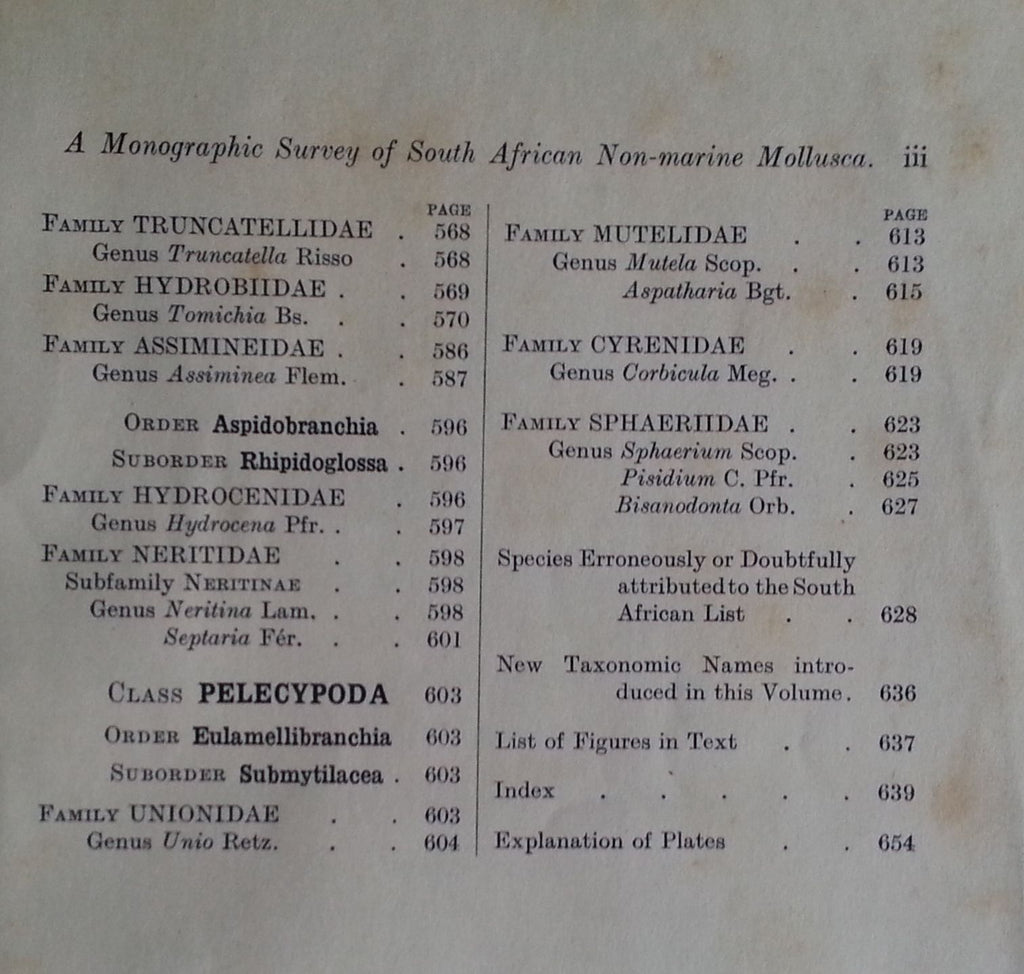 A Monographic Survey of South African Non-marine Mollusca. iii
PAGE
FAMILY TRUNCATELLIDAE . 568
Genus Truncatella Risso . 568
FAMILY HYDROBIIDAE . . 569
Genus Tomichia Bs. . . 570
FAMILY ASSIMINEIDAE . . 586
Genus Assiminea Flem. . 587
ORDER Aspidobranchia . 596
SUBORDER Rhipidoglossa . 596
FAMILY HYDROCENIDAE . 596
Genus Hydrocena Pfr. . . 597
FAMILY NERITIDAE . . 598
Subfamily NERITINAE . . 598
Genus Neritina Lam. . . 598
Septaria Fér. . . 601
CLASS PELECYPODA 603
ORDER Eulamellibranchia 603
SUBORDER Submytilacea . 603
FAMILY UNIONIDAE . . 603
Genus Unio Retz. . . 604
PAGE
FAMILY MUTELIDAE . . 613
Genus Mutela Scop. . . 613
Aspatharia Bgt. . 615
FAMILY CYRENIDAE . . 619
Genus Corbicula Meg. . . 619
FAMILY SPHAERIIDAE . . 623
Genus Sphaerium Scop. . 623
Pisidium C. Pfr. . 625
Bisanodonta Orb. . 627
Species Erroneously or Doubtfully
attributed to the South
African List . . 628
New Taxonomic Names intro-
duced in this Volume . 636
List of Figures in Text . . 637
Index . . . . . 639
Explanation of Plates . . 654